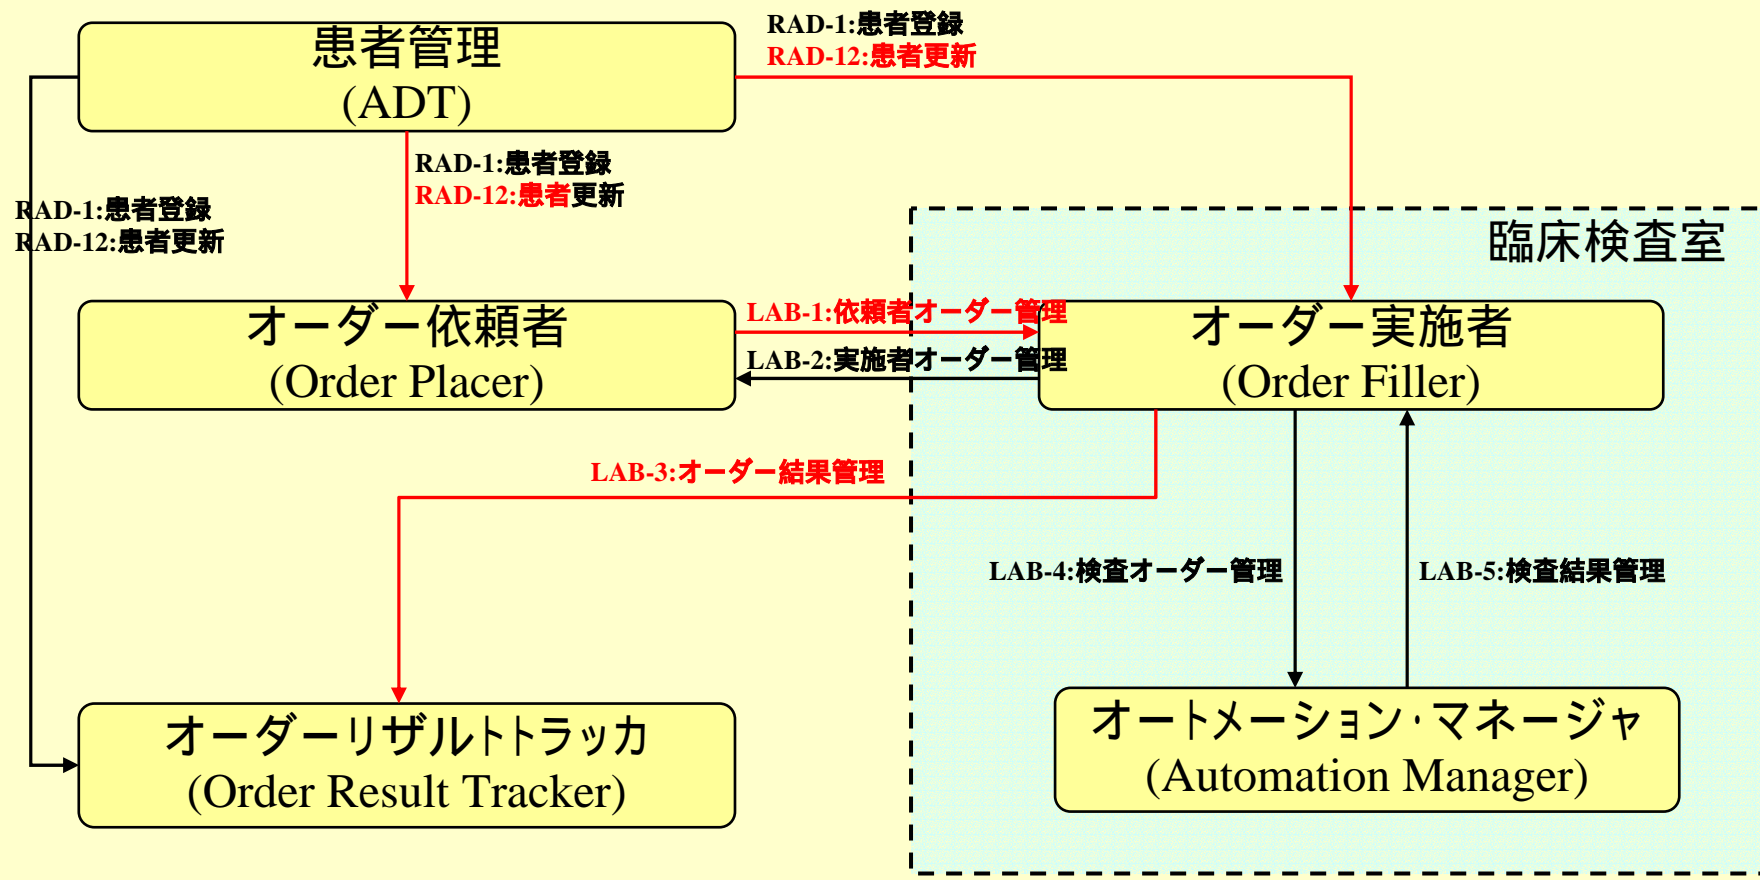 患者管理
(ADT)
RAD-1:患者登録
RAD-12:患者更新
RAD-1:患者登録
RAD-12:患者更新
RAD-1:患者登録
RAD-12:患者更新
臨床検査室
オーダー依頼者
(Order Placer)
LAB-1:依頼者オーダー管理
LAB-2:実施者オーダー管理
オーダー実施者
(Order Filler)
LAB-3:オーダー結果管理
LAB-4:検査オーダー管理
LAB-5:検査結果管理
オーダーリザルトトラッカ
(Order Result Tracker)
オートメーション・マネージャ
(Automation Manager)